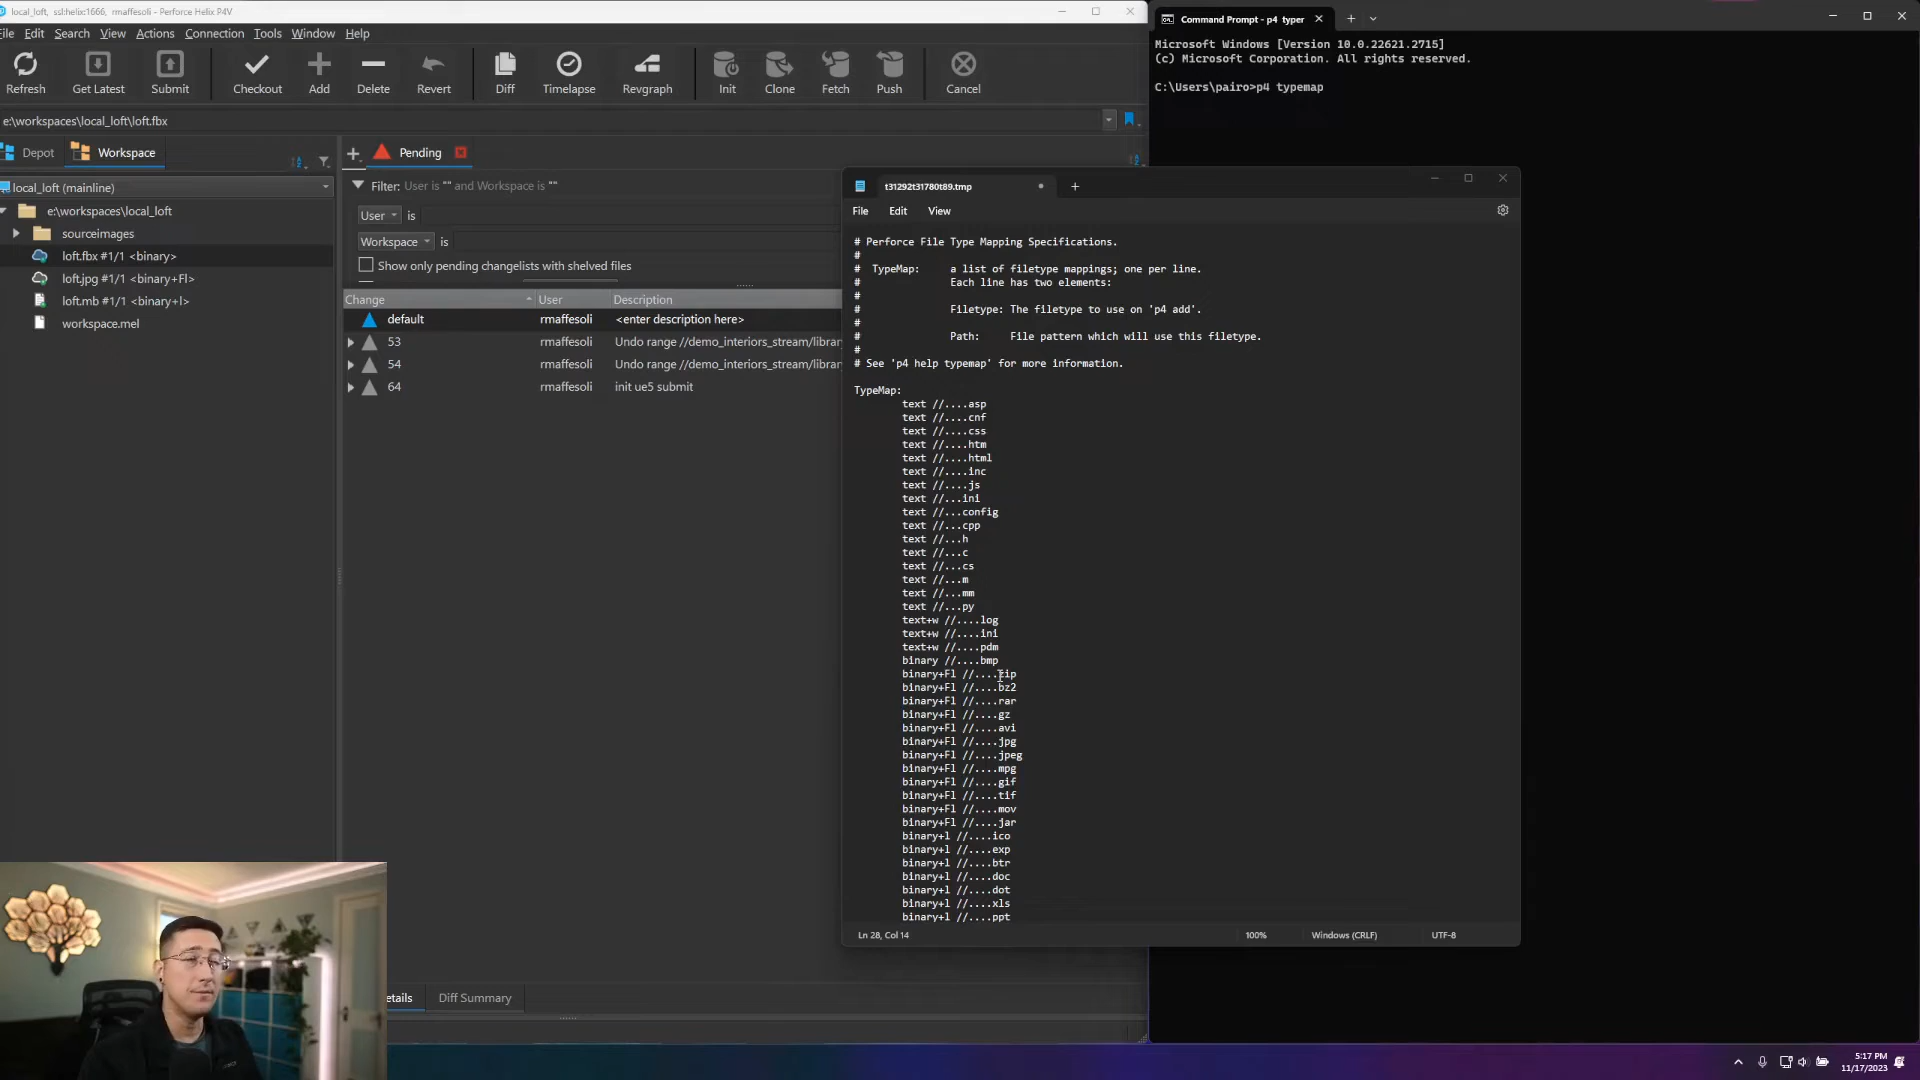 local_loft, ssl:helix:1666, rmaffesoli - Perforce Helix P4V
File Edit Search View Actions Connection Tools Window Help
Refresh Get Latest Submit Checkout Add Delete Revert Diff Timelapse Revgraph Init Clone Fetch Push Cancel
e:\workspaces\local_loft\loft.fbx
Depot Workspace
local_loft (mainline)
e:\workspaces\local_loft
sourceimages
loft.fbx #1/1 <binary>
loft.jpg #1/1 <binary+Fl>
loft.mb #1/1 <binary+l>
workspace.mel
Pending
Filter: User is "" and Workspace is ""
User is
Workspace is
Show only pending changelists with shelved files
Change User Description
default rmaffesoli <enter description here>
53 rmaffesoli Undo range //demo_interiors_stream/librar
54 rmaffesoli Undo range //demo_interiors_stream/librar
64 rmaffesoli init ue5 submit
etails Diff Summary
Command Prompt - p4 typer
Microsoft Windows [Version 10.0.22621.2715]
(c) Microsoft Corporation. All rights reserved.
C:\Users\pairo>p4 typemap
t31292t31780t89.tmp
File Edit View
# Perforce File Type Mapping Specifications.
#
# TypeMap: a list of filetype mappings; one per line.
# Each line has two elements:
#
# Filetype: The filetype to use on 'p4 add'.
#
# Path: File pattern which will use this filetype.
#
# See 'p4 help typemap' for more information.
TypeMap:
text //....asp
text //....cnf
text //....css
text //....htm
text //....html
text //....inc
text //....js
text //...ini
text //...config
text //...cpp
text //...h
text //...c
text //...cs
text //...m
text //...mm
text //...py
text+w //....log
text+w //....ini
text+w //....pdm
binary //....bmp
binary+Fl //....zip
binary+Fl //....bz2
binary+Fl //....rar
binary+Fl //....gz
binary+Fl //....avi
binary+Fl //....jpg
binary+Fl //....jpeg
binary+Fl //....mpg
binary+Fl //....gif
binary+Fl //....tif
binary+Fl //....mov
binary+Fl //....jar
binary+l //....ico
binary+l //....exp
binary+l //....btr
binary+l //....doc
binary+l //....dot
binary+l //....xls
binary+l //....ppt
Ln 28, Col 14 100% Windows (CRLF) UTF-8
5:17 PM
11/17/2023